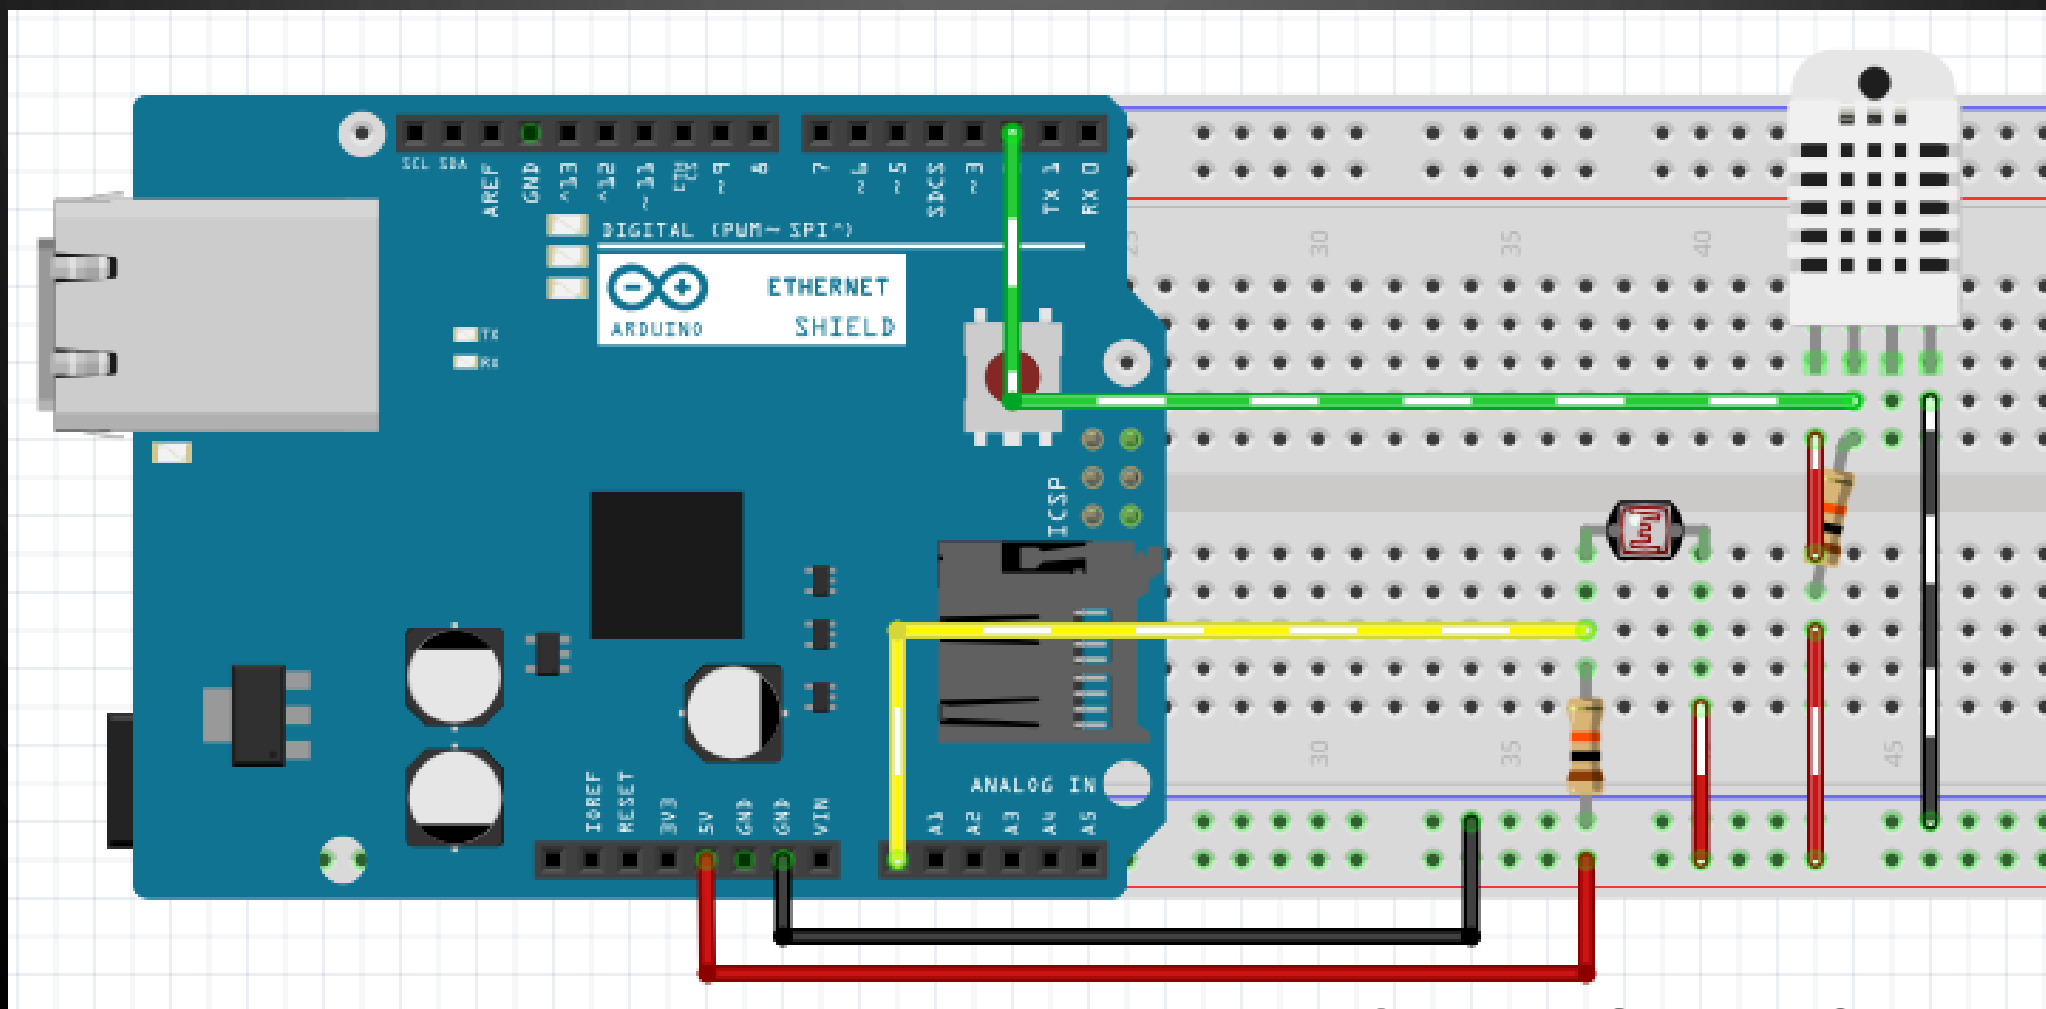 SCL SDA AREF GND ~13 ~12 ~11 ~9 8 7 ~6 ~5 SDCS ~3 TX 1 RX 0
DIGITAL (PWM~ SPI^)
ETHERNET
ARDUINO SHIELD
TX
RX
25 30 35 40
ICSP
30 35 45
ANALOG IN
IOREF RESET 3V3 5V GND GND VIN A1 A2 A3 A4 A5